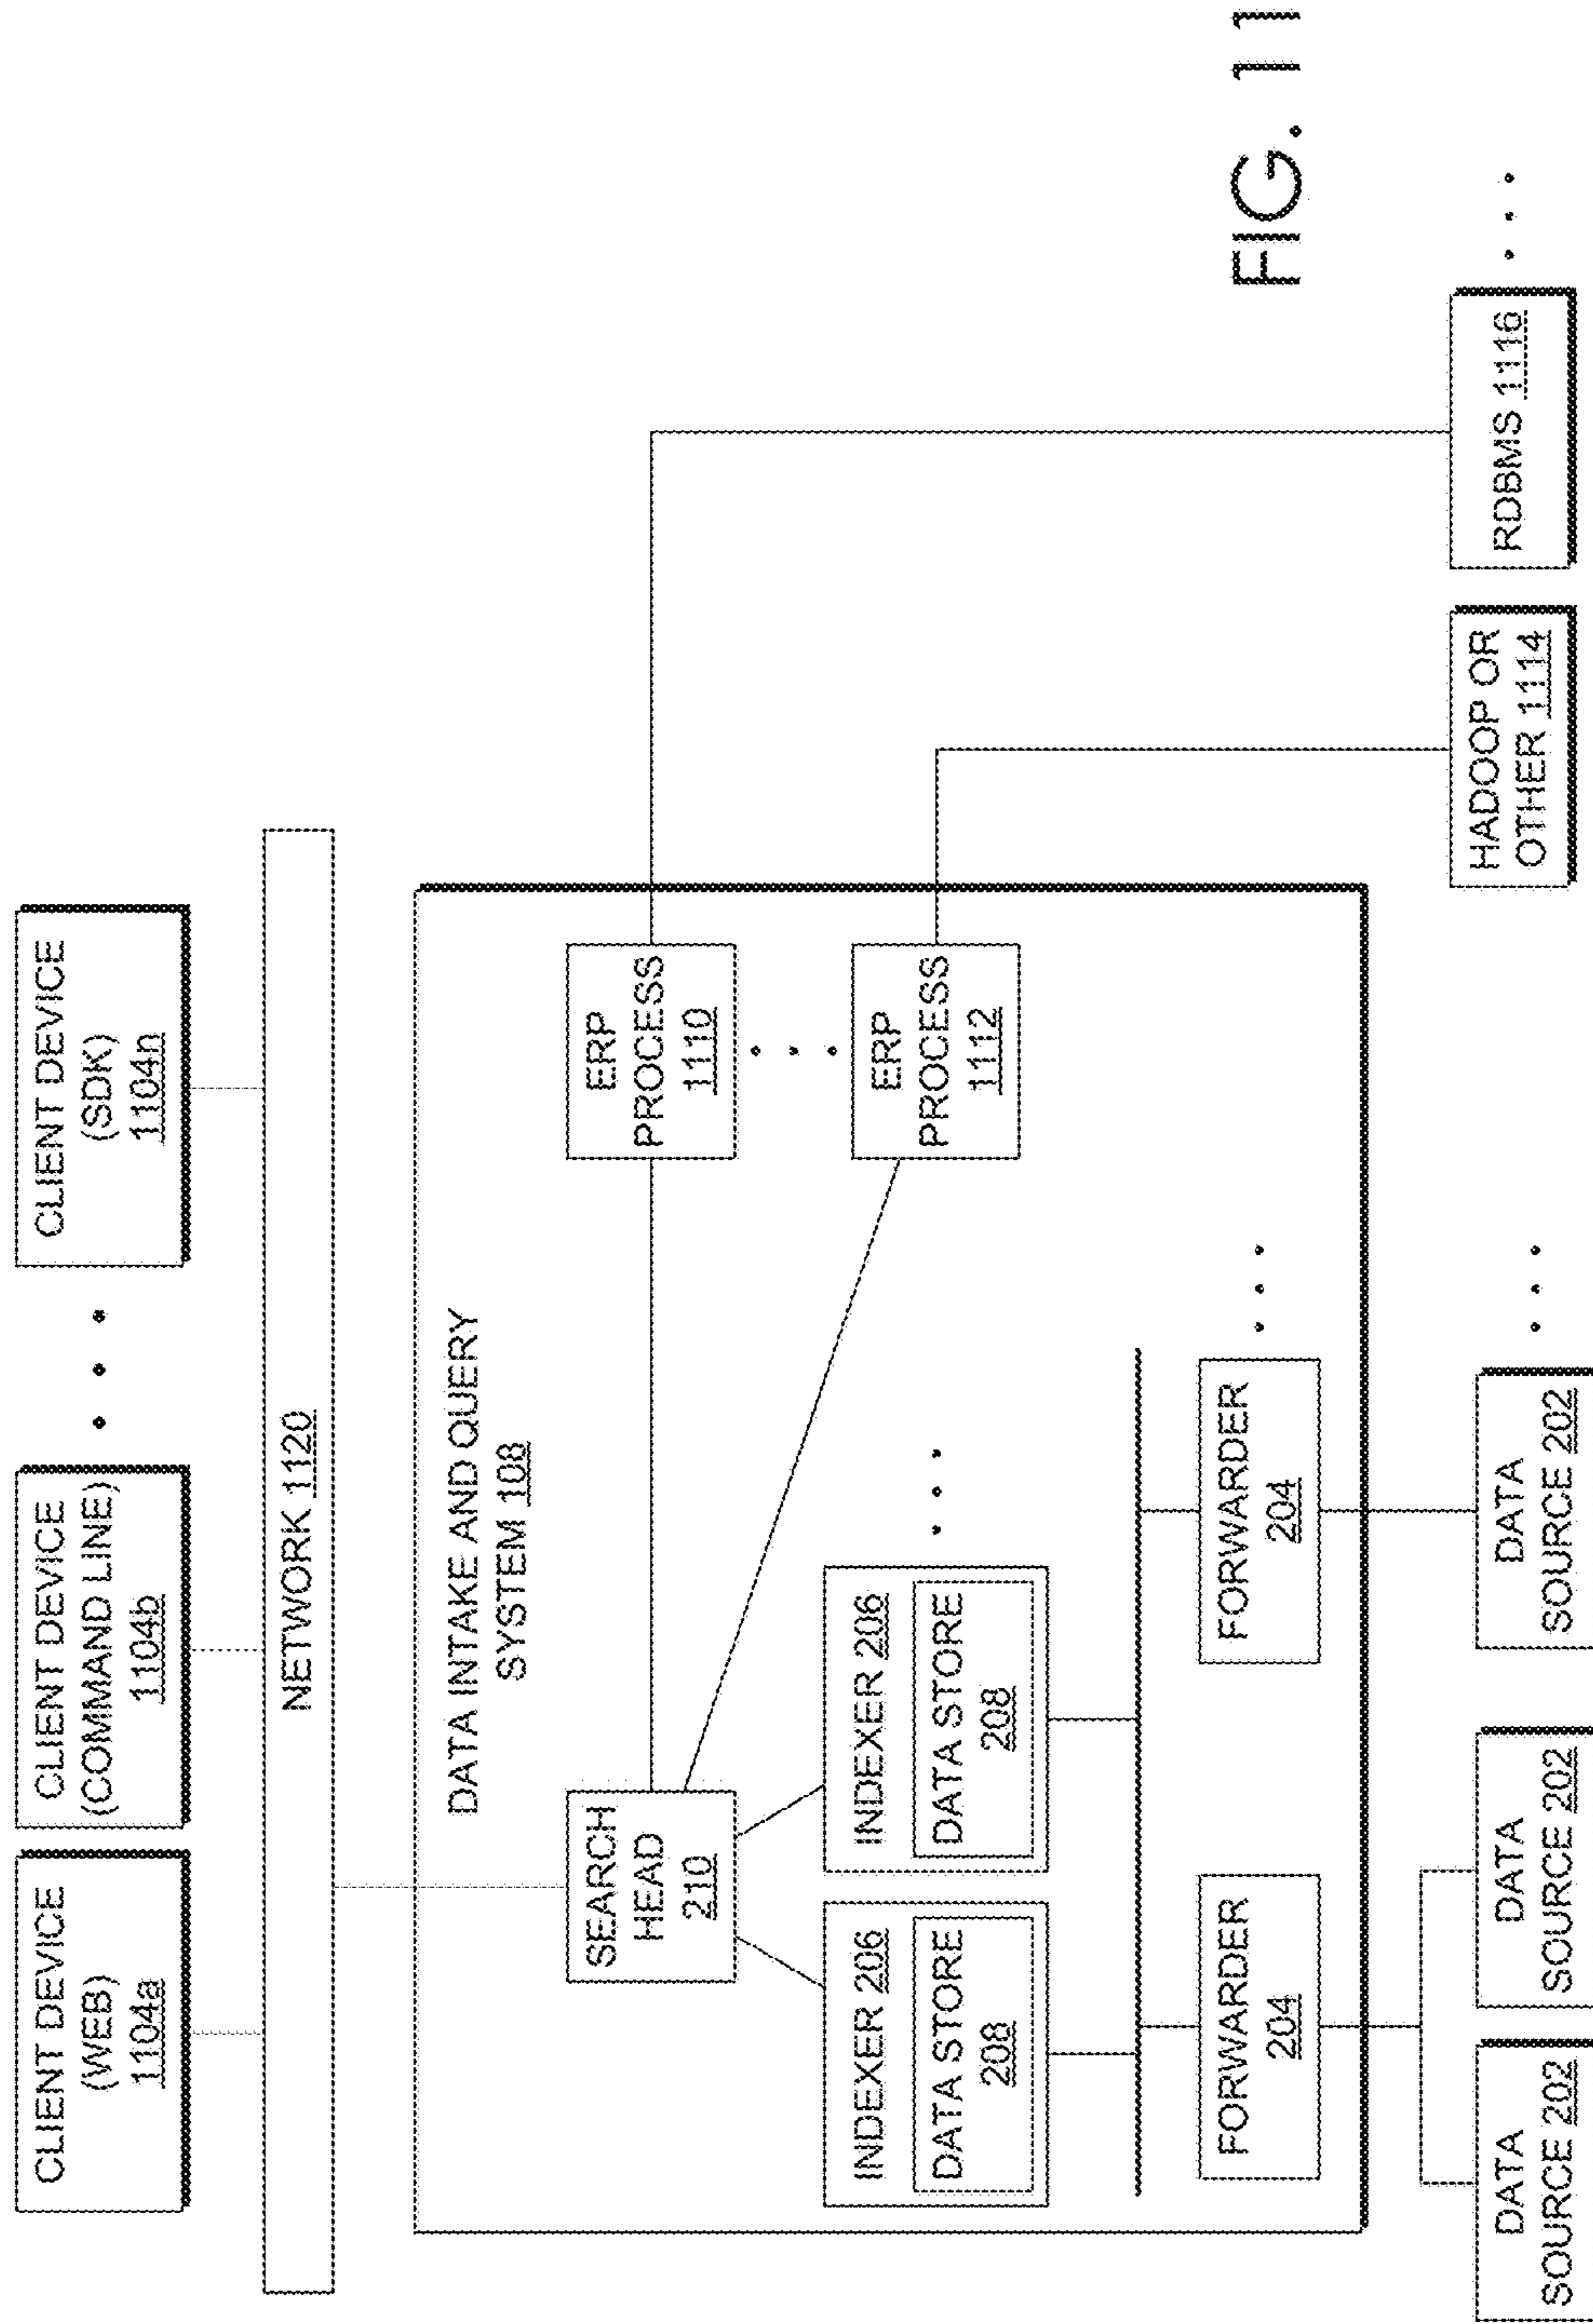 CLIENT DEVICE
(WEB)
1104a
CLIENT DEVICE
(COMMAND LINE)
1104b
CLIENT DEVICE
(SDK)
1104n
NETWORK 1120
DATA INTAKE AND QUERY
SYSTEM 108
SEARCH
HEAD
210
ERP
PROCESS
1110
ERP
PROCESS
1112
INDEXER 206
DATA STORE
208
INDEXER 206
DATA STORE
208
FORWARDER
204
FORWARDER
204
DATA
SOURCE 202
DATA
SOURCE 202
DATA
SOURCE 202
HADOOP OR
OTHER 1114
RDBMS 1116
FIG. 11